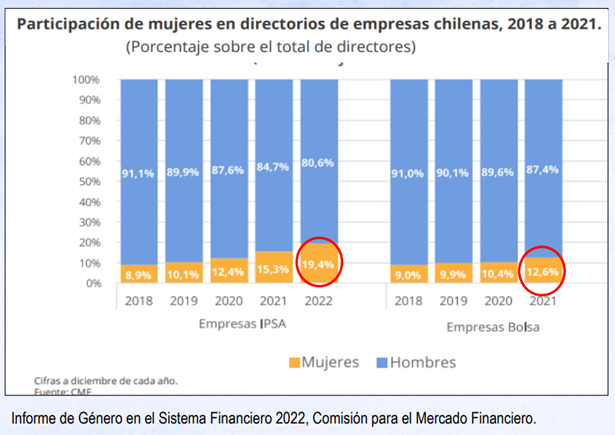 Participación de mujeres en directorios de empresas chilenas, 2018 a 2021.
(Porcentaje sobre el total de directores)
100%
90%
80%
70%
60%
50%
40%
30%
20%
10%
0%
91,1% 89,9% 87,6% 84,7% 80,6% 91,0% 90,1% 89,6% 87,4%
8,9% 10,1% 12,4% 15,3% 19,4% 9,0% 9,9% 10,4% 12,6%
2018 2019 2020 2021 2022 2018 2019 2020 2021
Empresas IPSA Empresas Bolsa
Mujeres Hombres
Cifras a diciembre de cada año.
Fuente: CMF
Informe de Género en el Sistema Financiero 2022, Comisión para el Mercado Financiero.